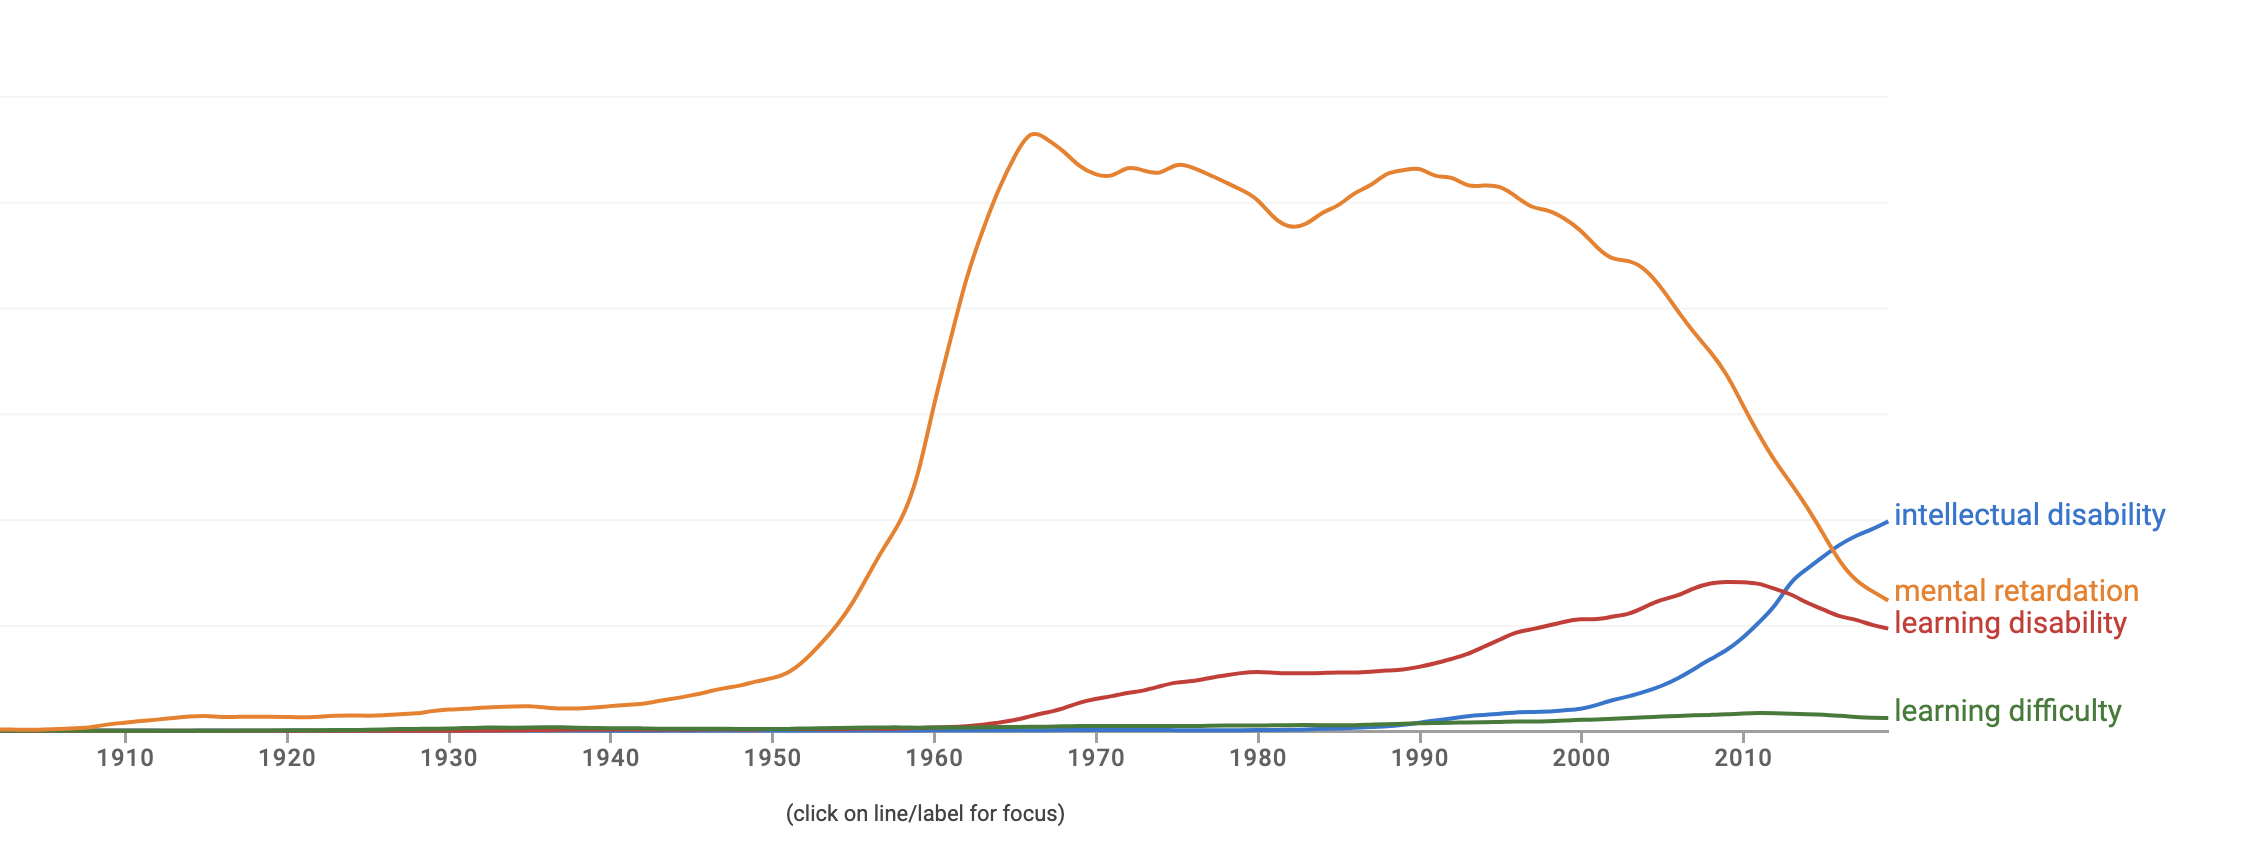 intellectual disability
mental retardation
learning disability
learning difficulty
1910 1920 1930 1940 1950 1960 1970 1980 1990 2000 2010
(click on line/label for focus)